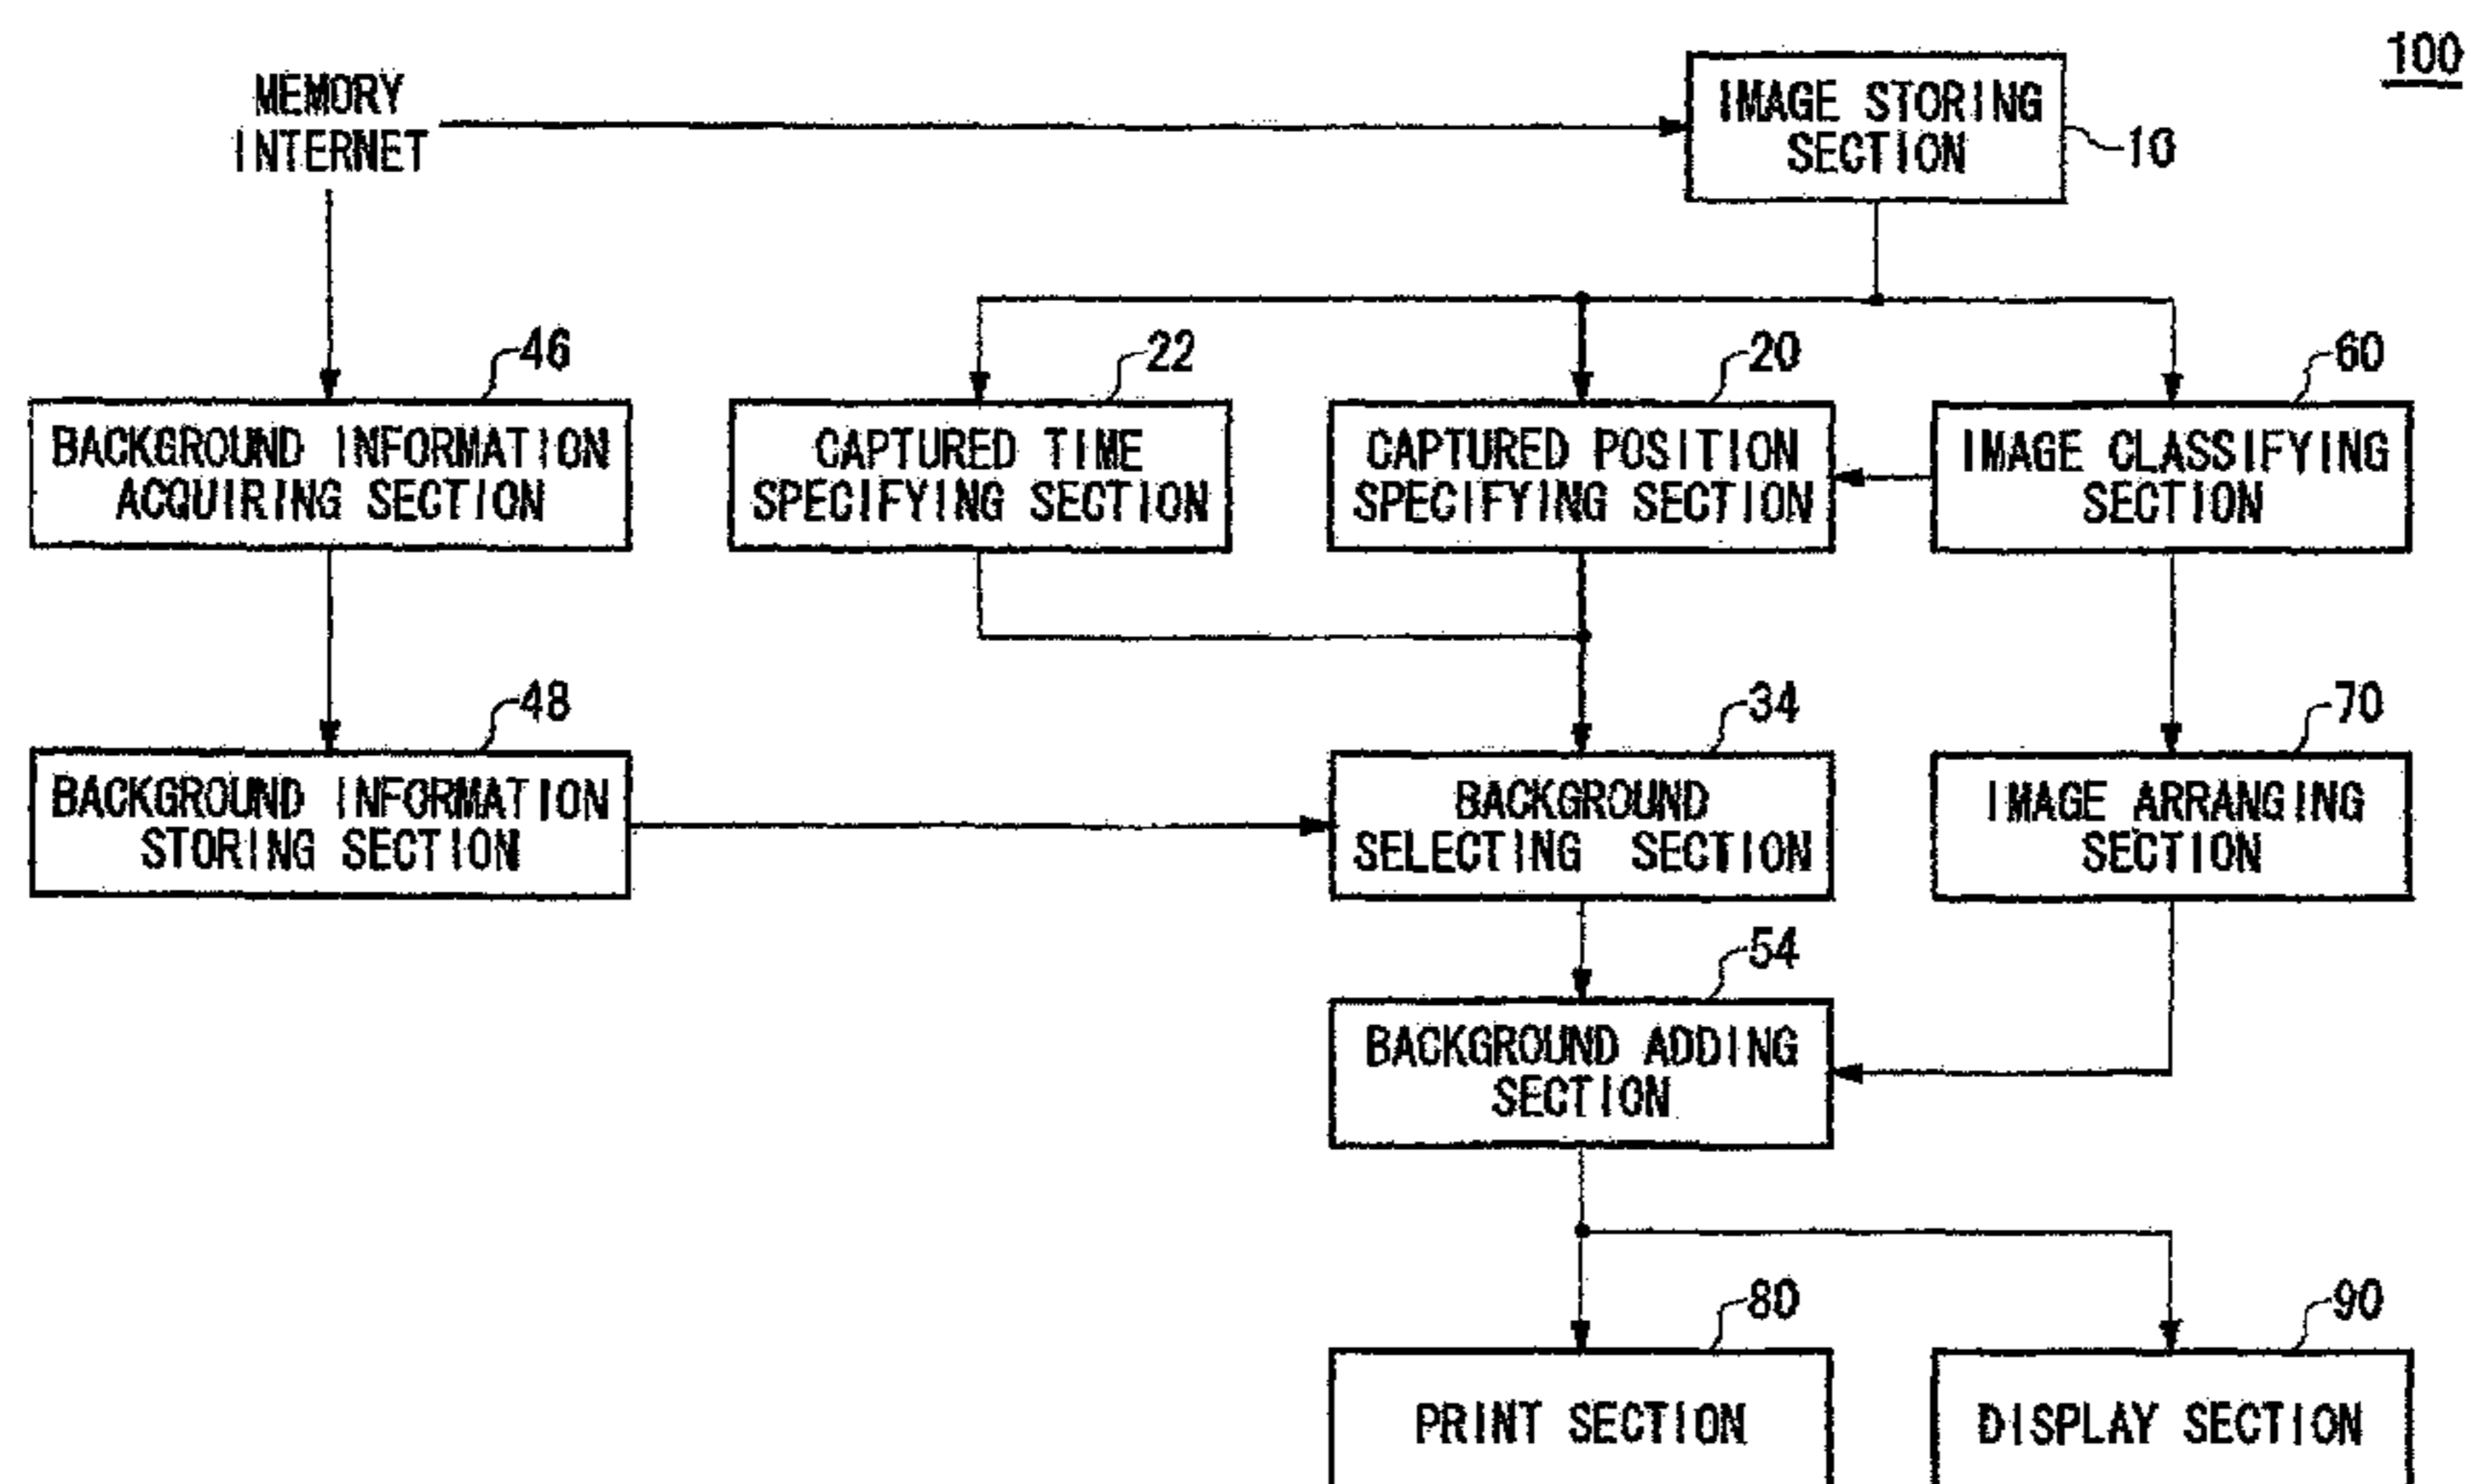 100
MEMORY
INTERNET
IMAGE STORING
SECTION
10
46
22
20
60
BACKGROUND INFORMATION
ACQUIRING SECTION
CAPTURED TIME
SPECIFYING SECTION
CAPTURED POSITION
SPECIFYING SECTION
IMAGE CLASSIFYING
SECTION
48
34
70
BACKGROUND INFORMATION
STORING SECTION
BACKGROUND
SELECTING SECTION
IMAGE ARRANGING
SECTION
54
BACKGROUND ADDING
SECTION
80
90
PRINT SECTION
DISPLAY SECTION